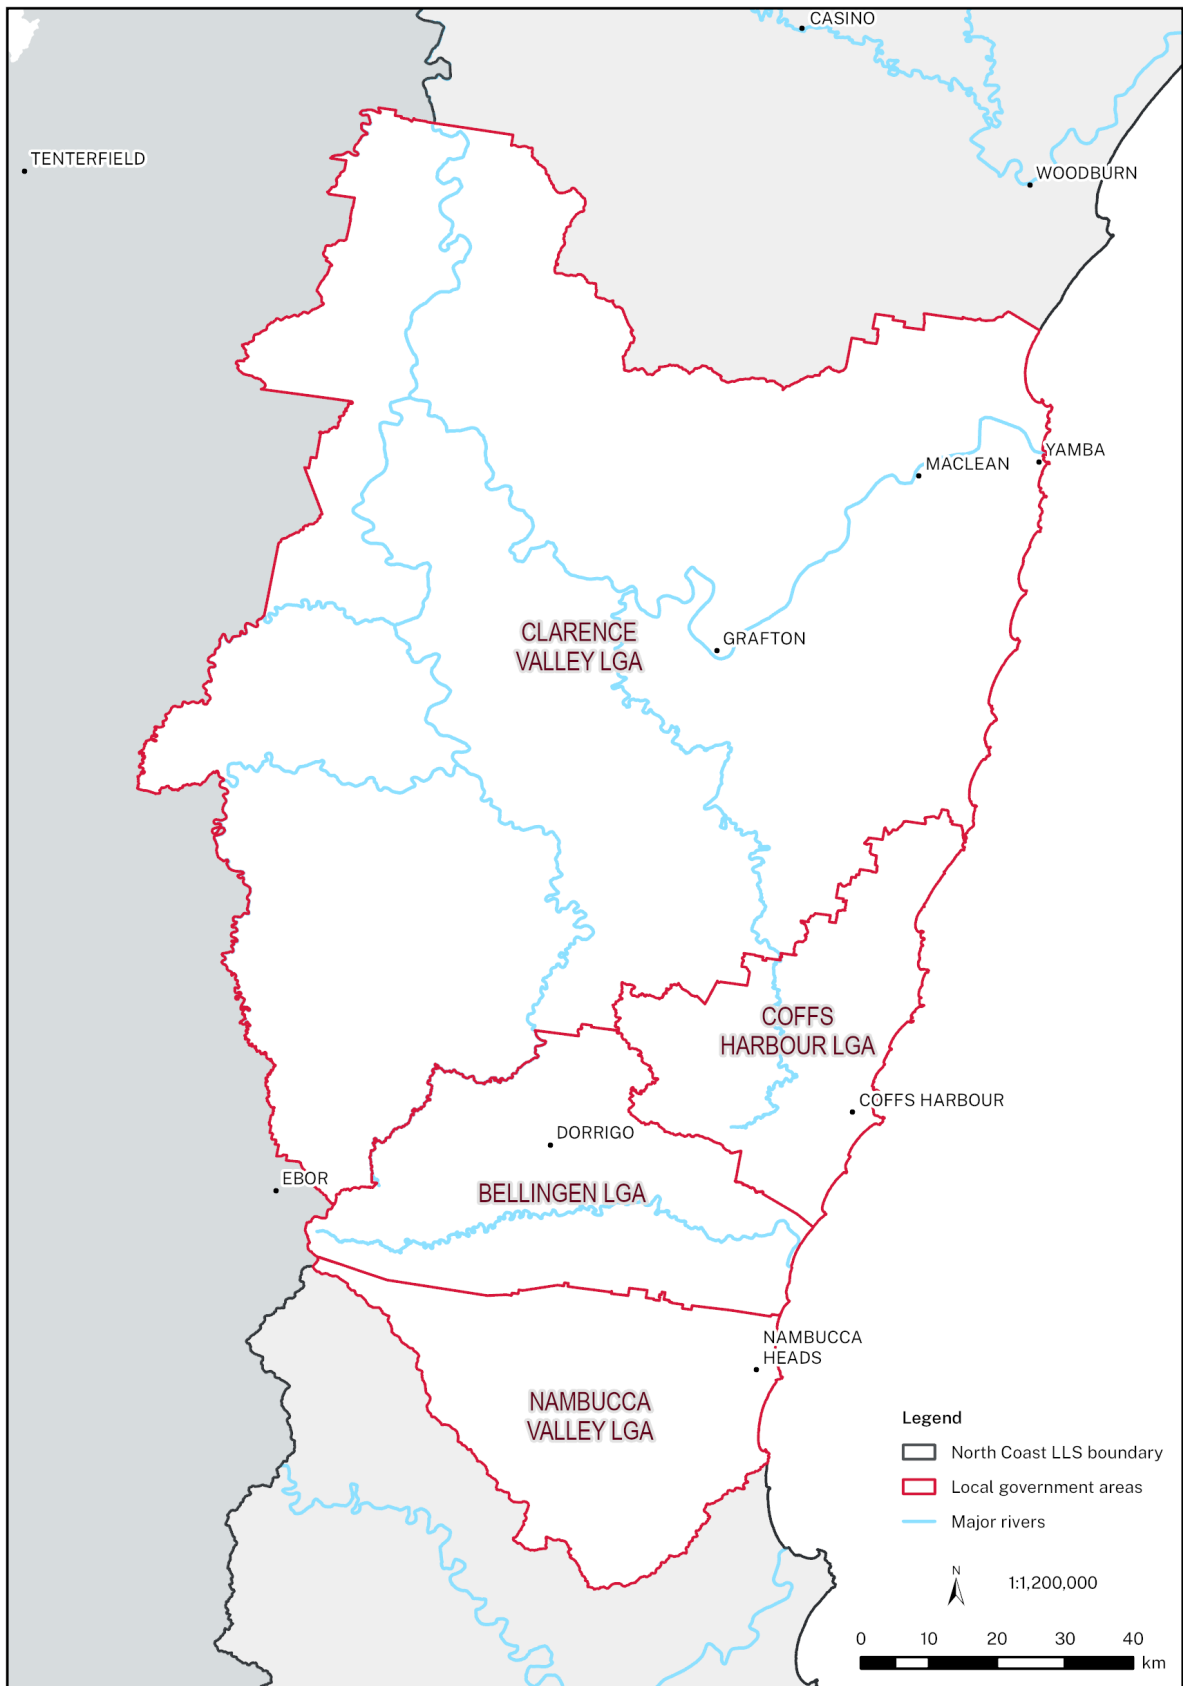 CASINO
TENTERFIELD
WOODBURN
YAMBA
MACLEAN
CLARENCE
VALLEY LGA
GRAFTON
COFFS
HARBOUR LGA
COFFS HARBOUR
DORRIGO
EBOR
BELLINGEN LGA
NAMBUCCA
HEADS
NAMBUCCA
VALLEY LGA
Legend
North Coast LLS boundary
Local government areas
Major rivers
N
1:1,200,000
0 10 20 30 40
km